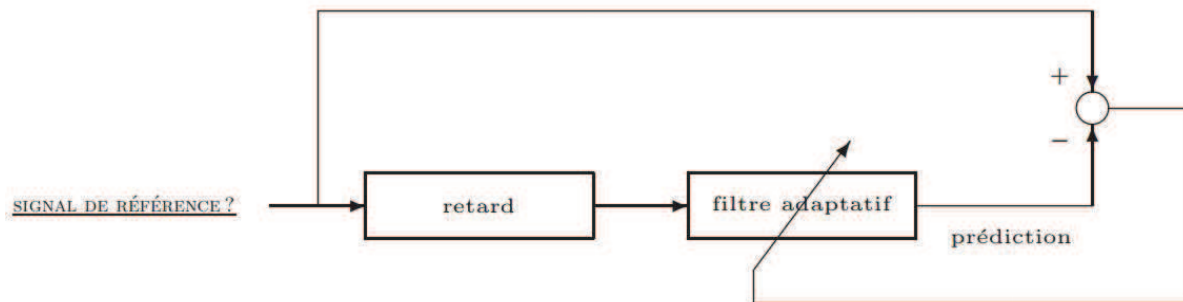 +
−
SIGNAL DE RÉFÉRENCE ?
retard
filtre adaptatif
prédiction